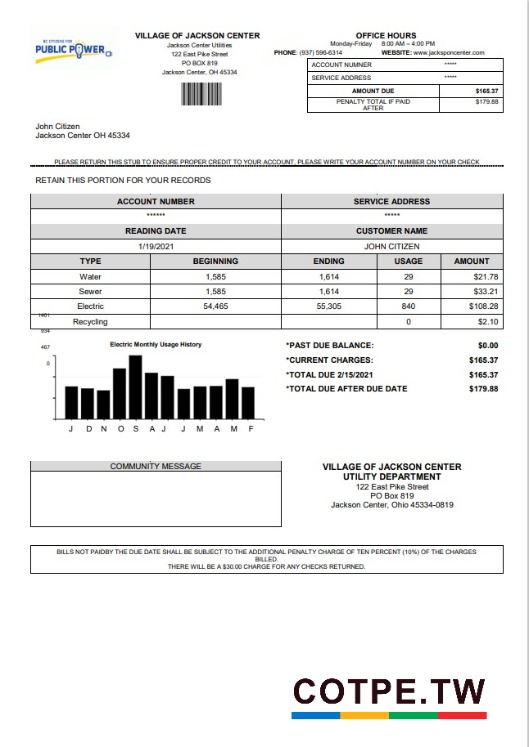 WE CITIZENS FOR
PUBLIC POWER
VILLAGE OF JACKSON CENTER
Jackson Center Utilities
122 East Pike Street
PO BOX 819
Jackson Center, OH 45334
OFFICE HOURS
Monday-Friday 8:00 AM – 4:00 PM
PHONE: (937) 596-6314 WEBSITE: www.jacksponcenter.com
ACCOUNT NUMNER *****
SERVICE ADDRESS *****
AMOUNT DUE $165.37
PENALTY TOTAL IF PAID AFTER $179.88
John Citizen
Jackson Center OH 45334
PLEASE RETURN THIS STUB TO ENSURE PROPER CREDIT TO YOUR ACCOUNT, PLEASE WRITE YOUR ACCOUNT NUMBER ON YOUR CHECK
RETAIN THIS PORTION FOR YOUR RECORDS
ACCOUNT NUMBER SERVICE ADDRESS
****** *****
READING DATE CUSTOMER NAME
1/19/2021 JOHN CITIZEN
TYPE BEGINNING ENDING USAGE AMOUNT
Water 1,585 1,614 29 $21.78
Sewer 1,585 1,614 29 $33.21
Electric 54,465 55,305 840 $108.28
Recycling 0 $2.10
1401
934
467
0
Electric Monthly Usage History
J D N O S A J J M A M F
*PAST DUE BALANCE: $0.00
*CURRENT CHARGES: $165.37
*TOTAL DUE 2/15/2021 $165.37
*TOTAL DUE AFTER DUE DATE $179.88
COMMUNITY MESSAGE
VILLAGE OF JACKSON CENTER
UTILITY DEPARTMENT
122 East Pike Street
PO Box 819
Jackson Center, Ohio 45334-0819
BILLS NOT PAIDBY THE DUE DATE SHALL BE SUBJECT TO THE ADDITIONAL PENALTY CHARGE OF TEN PERCENT (10%) OF THE CHARGES
BILLED
THERE WILL BE A $30.00 CHARGE FOR ANY CHECKS RETURNED.
COTPE.TW